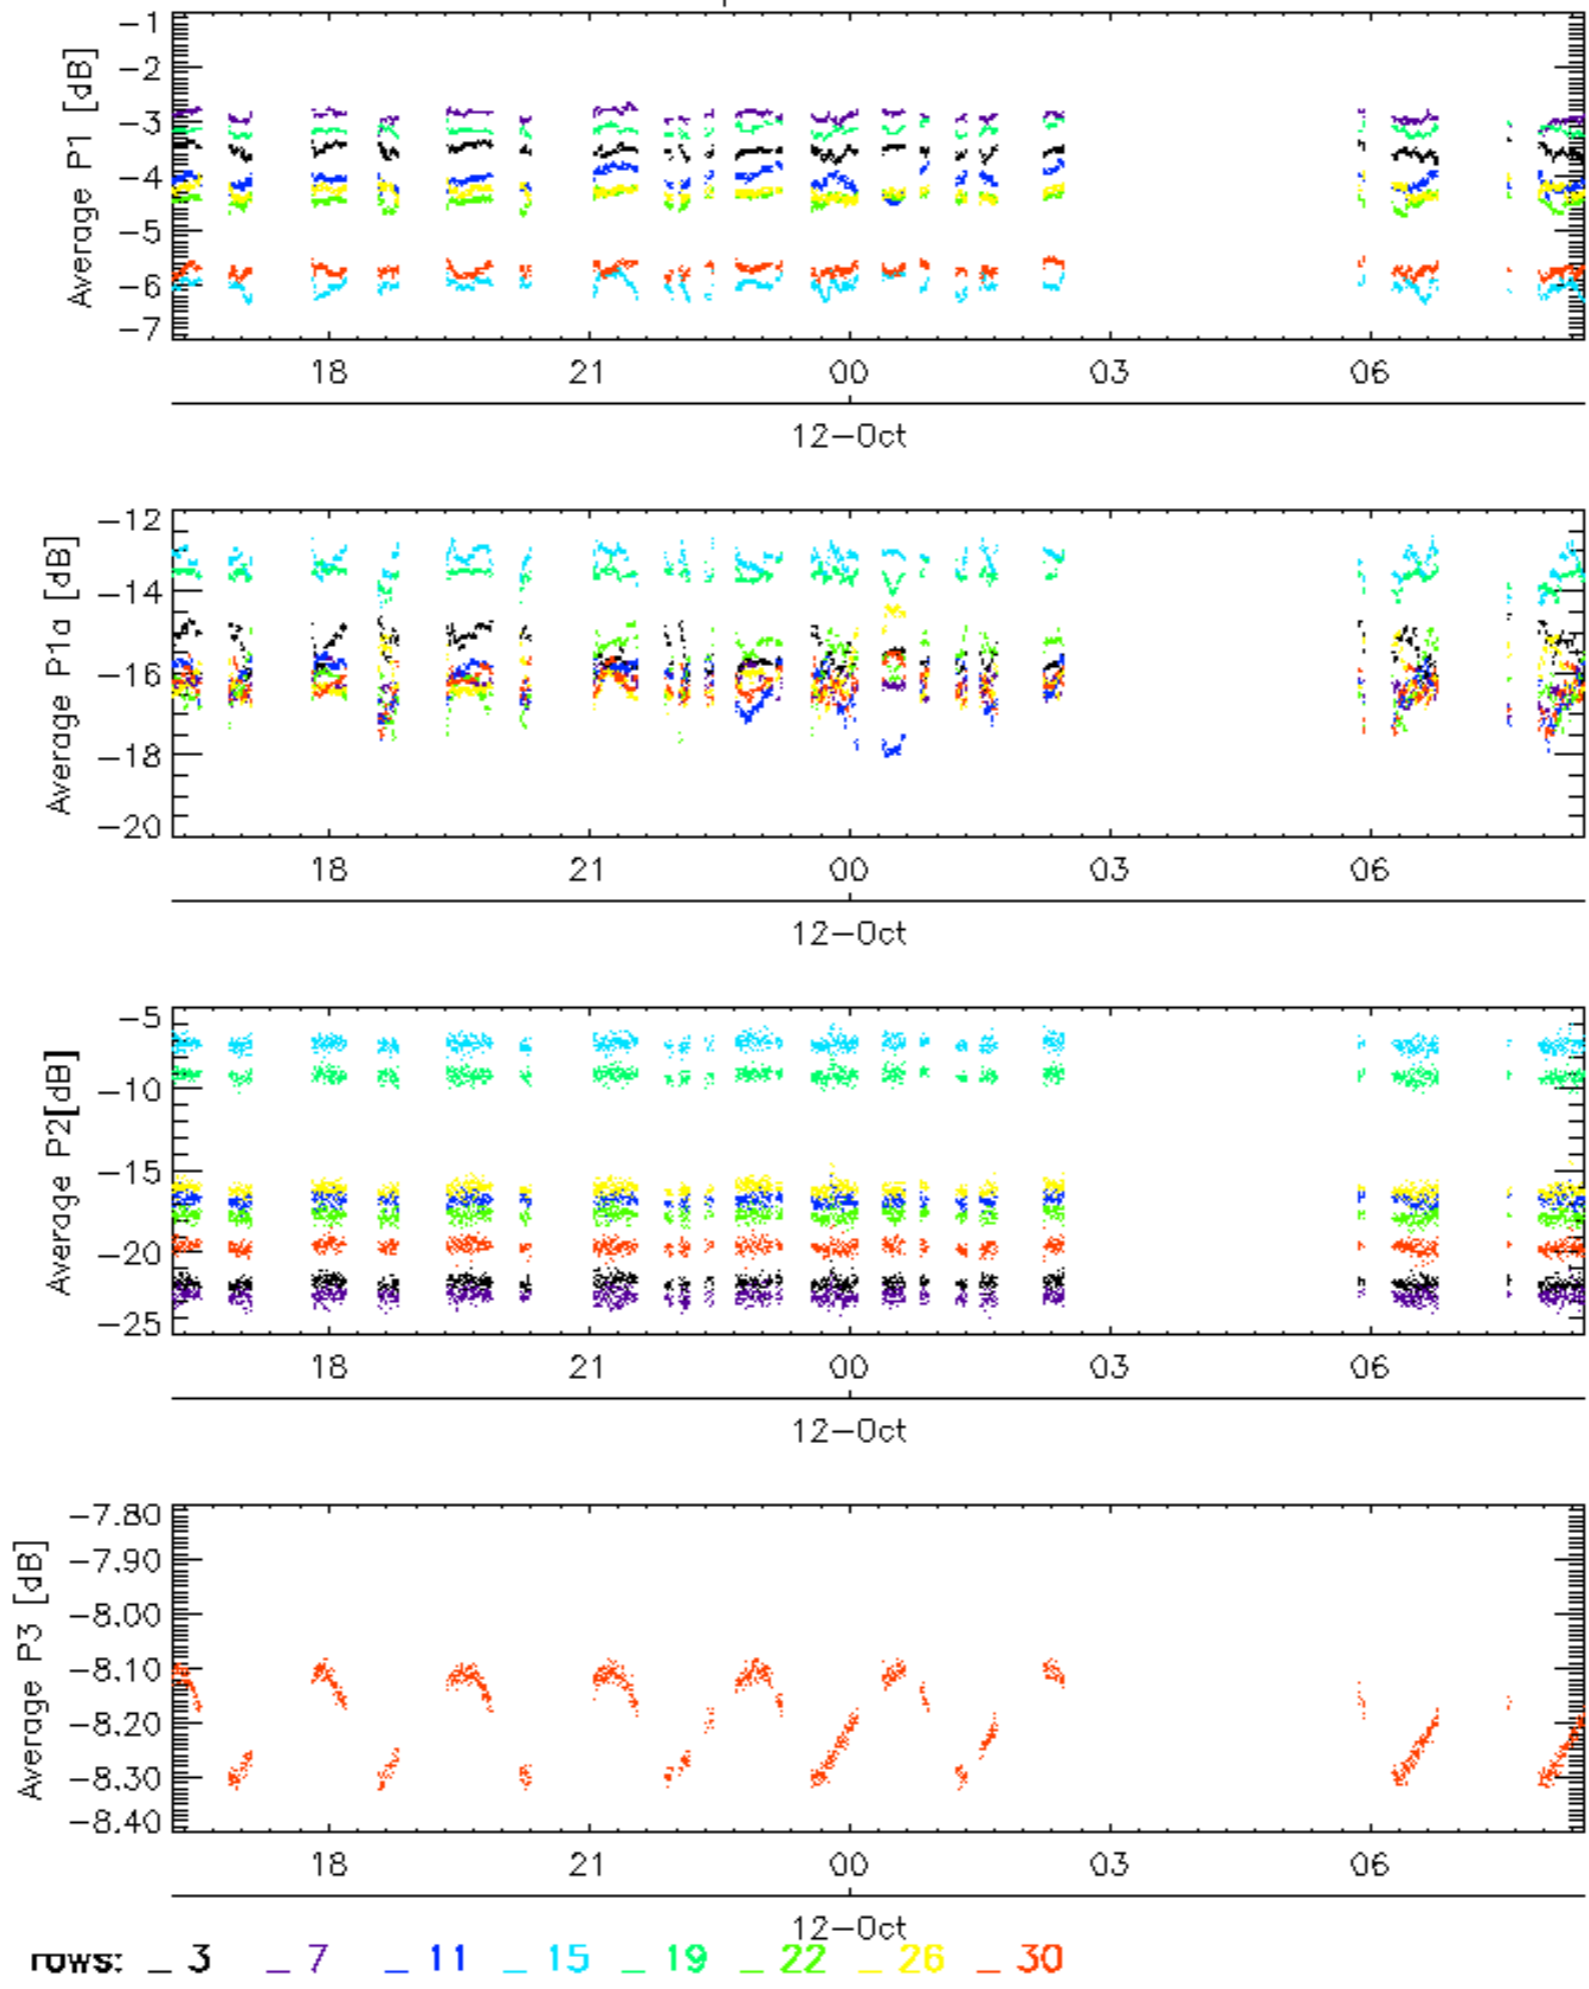 Average P1 [dB]
-1
-2
-3
-4
-5
-6
-7
18 21 00 03 06
12-Oct
Average P1a [dB]
-12
-14
-16
-18
-20
18 21 00 03 06
12-Oct
Average P2[dB]
-5
-10
-15
-20
-25
18 21 00 03 06
12-Oct
Average P3 [dB]
-7.80
-7.90
-8.00
-8.10
-8.20
-8.30
-8.40
18 21 00 03 06
12-Oct
rows: _ 3 _ 7 _ 11 _ 15 _ 19 _ 22 _ 26 _ 30